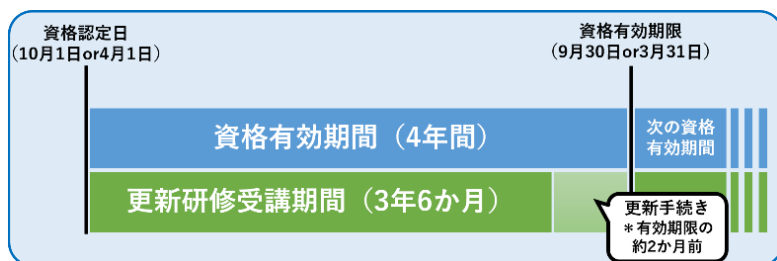 資格認定日
（10月1日or4月1日）
資格有効期限
（9月30日or3月31日）
資格有効期間（4年間）
次の資格
有効期間
更新研修受講期間（3年6か月）
更新手続き
＊有効期限の
約2か月前